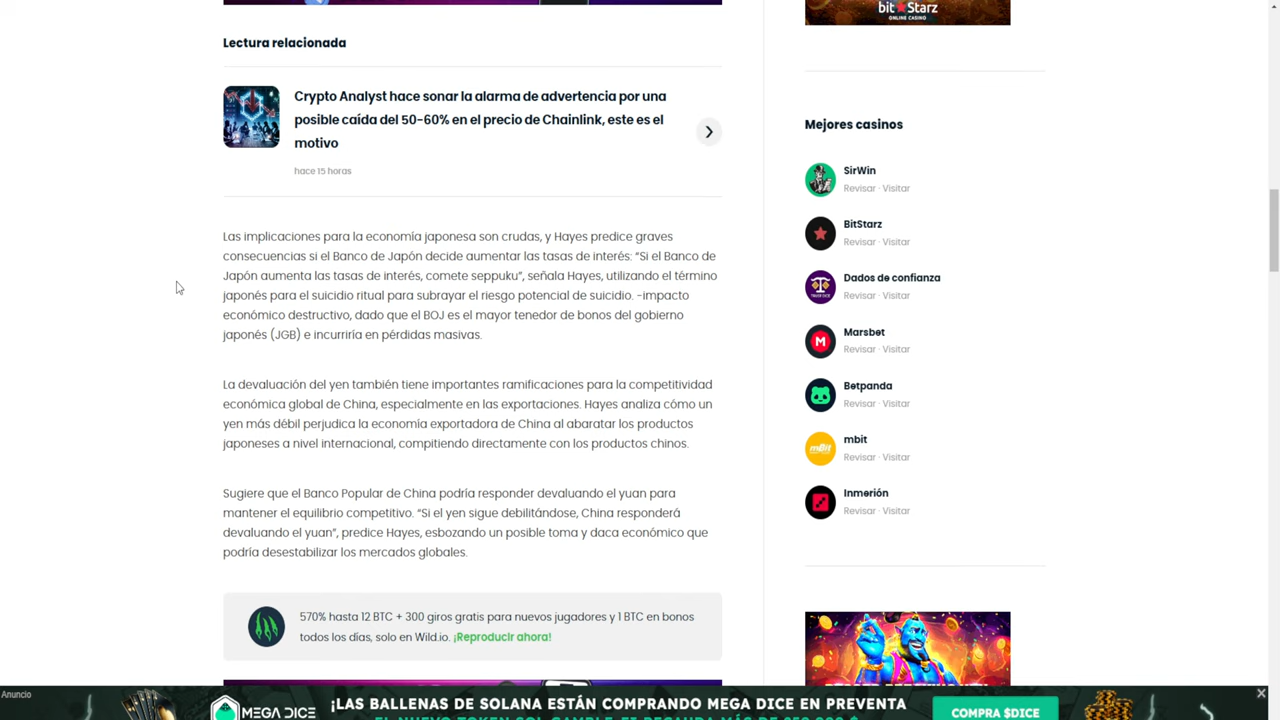 bit★Starz
ONLINE CASINO
Lectura relacionada
Crypto Analyst hace sonar la alarma de advertencia por una
posible caída del 50-60% en el precio de Chainlink, este es el
motivo
hace 15 horas
Las implicaciones para la economía japonesa son crudas, y Hayes predice graves
consecuencias si el Banco de Japón decide aumentar las tasas de interés: “Si el Banco de
Japón aumenta las tasas de interés, comete seppuku”, señala Hayes, utilizando el término
japonés para el suicidio ritual para subrayar el riesgo potencial de suicidio. -impacto
económico destructivo, dado que el BOJ es el mayor tenedor de bonos del gobierno
japonés (JGB) e incurriría en pérdidas masivas.
La devaluación del yen también tiene importantes ramificaciones para la competitividad
económica global de China, especialmente en las exportaciones. Hayes analiza cómo un
yen más débil perjudica la economía exportadora de China al abaratar los productos
japoneses a nivel internacional, compitiendo directamente con los productos chinos.
Sugiere que el Banco Popular de China podría responder devaluando el yuan para
mantener el equilibrio competitivo. “Si el yen sigue debilitándose, China responderá
devaluando el yuan”, predice Hayes, esbozando un posible toma y daca económico que
podría desestabilizar los mercados globales.
570% hasta 12 BTC + 300 giros gratis para nuevos jugadores y 1 BTC en bonos
todos los días, solo en Wild.io. ¡Reproducir ahora!
Mejores casinos
SirWin
Revisar · Visitar
BitStarz
Revisar · Visitar
Dados de confianza
Revisar · Visitar
Marsbet
Revisar · Visitar
Betpanda
Revisar · Visitar
mbit
Revisar · Visitar
Inmerión
Revisar · Visitar
Anuncio
MEGA DICE
¡LAS BALLENAS DE SOLANA ESTÁN COMPRANDO MEGA DICE EN PREVENTA
COMPRA $DICE